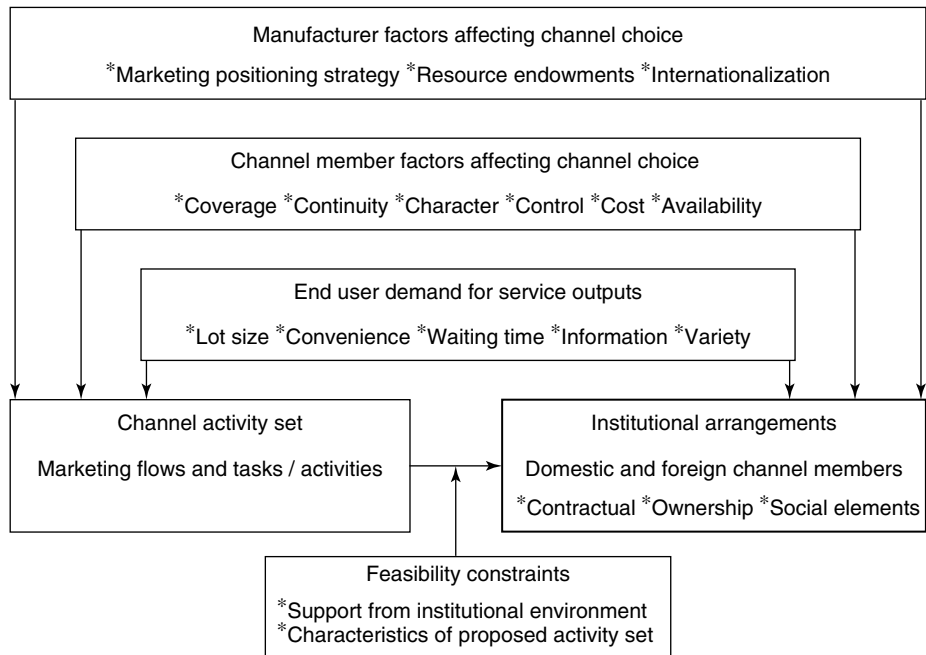 Manufacturer factors affecting channel choice
*Marketing positioning strategy *Resource endowments *Internationalization
Channel member factors affecting channel choice
*Coverage *Continuity *Character *Control *Cost *Availability
End user demand for service outputs
*Lot size *Convenience *Waiting time *Information *Variety
Channel activity set
Marketing flows and tasks / activities
Institutional arrangements
Domestic and foreign channel members
*Contractual *Ownership *Social elements
Feasibility constraints
*Support from institutional environment
*Characteristics of proposed activity set